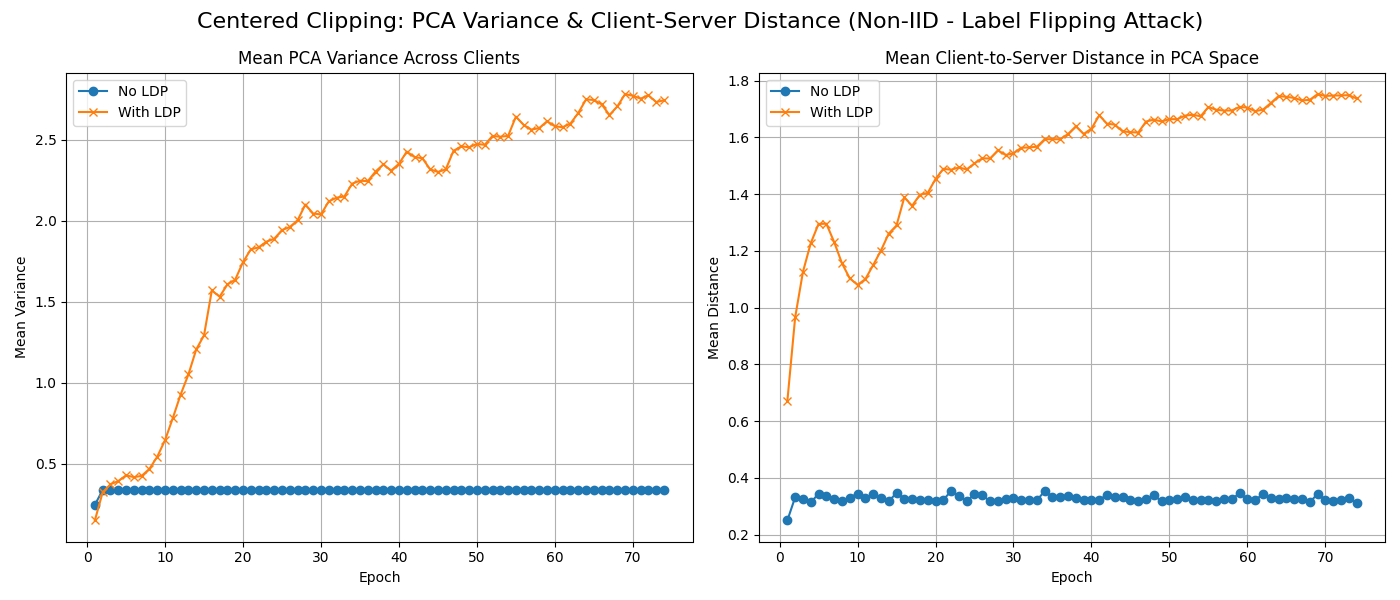 Centered Clipping: PCA Variance & Client-Server Distance (Non-IID - Label Flipping Attack)
Mean PCA Variance Across Clients
No LDP
With LDP
Mean Variance
2.5
2.0
1.5
1.0
0.5
0 10 20 30 40 50 60 70
Epoch
Mean Client-to-Server Distance in PCA Space
No LDP
With LDP
Mean Distance
1.8
1.6
1.4
1.2
1.0
0.8
0.6
0.4
0.2
0 10 20 30 40 50 60 70
Epoch